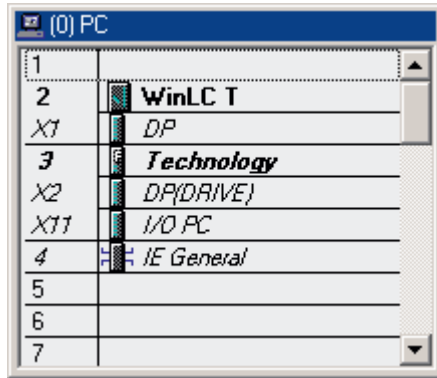 (0) PC
1
2 WinLC T
X1 DP
3 Technology
X2 DP(DRIVE)
X11 I/O PC
4 IE General
5
6
7